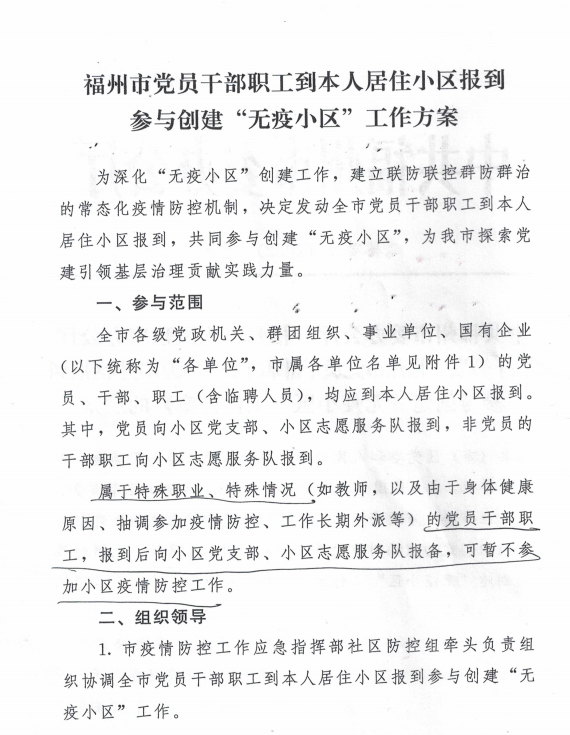 福州市党员干部职工到本人居住小区报到
参与创建“无疫小区”工作方案
为深化“无疫小区”创建工作，建立联防联控群防群治
的常态化疫情防控机制，决定发动全市党员干部职工到本人
居住小区报到，共同参与创建“无疫小区”，为我市探索党
建引领基层治理贡献实践力量。
一、参与范围
全市各级党政机关、群团组织、事业单位、国有企业
（以下统称为“各单位”，市属各单位名单见附件1）的党
员、干部、职工（含临聘人员），均应到本人居住小区报到。
其中，党员向小区党支部、小区志愿服务队报到，非党员的
干部职工向小区志愿服务队报到。
属于特殊职业、特殊情况（如教师，以及由于身体健康
原因、抽调参加疫情防控、工作长期外派等）的党员干部职
工，报到后向小区党支部、小区志愿服务队报备，可暂不参
加小区疫情防控工作。
二、组织领导
1. 市疫情防控工作应急指挥部社区防控组牵头负责组
织协调全市党员干部职工到本人居住小区报到参与创建“无
疫小区”工作。